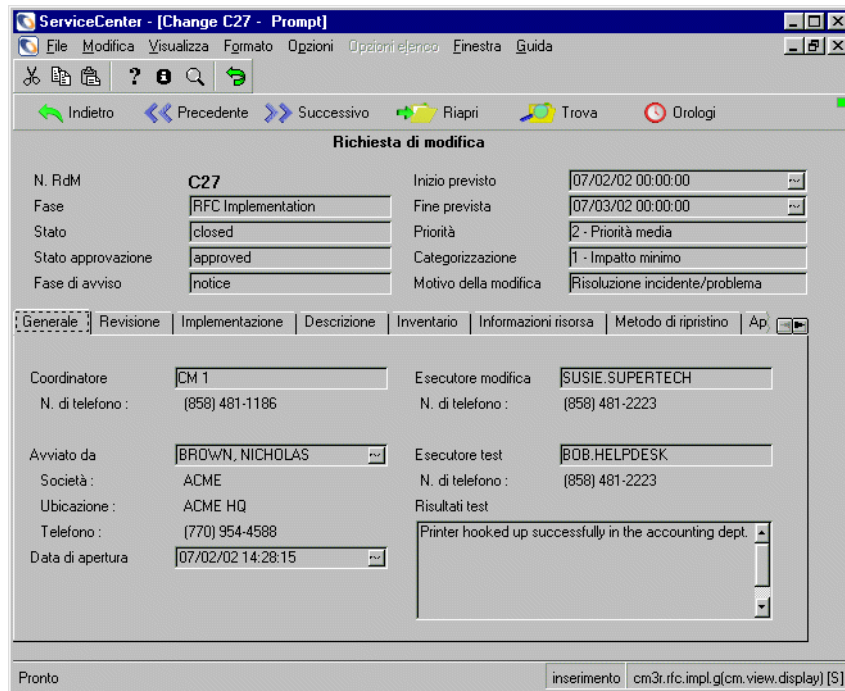 ServiceCenter - [Change C27 - Prompt]
File Modifica Visualizza Formato Opzioni Opzioni elenco Finestra Guida
Indietro Precedente Successivo Riapri Trova Orologi
Richiesta di modifica
N. RdM C27 Inizio previsto 07/02/02 00:00:00
Fase RFC Implementation Fine prevista 07/03/02 00:00:00
Stato closed Priorità 2 - Priorità media
Stato approvazione approved Categorizzazione 1 - Impatto minimo
Fase di avviso notice Motivo della modifica Risoluzione incidente/problema
Generale Revisione Implementazione Descrizione Inventario Informazioni risorsa Metodo di ripristino Ap
Coordinatore CM 1 Esecutore modifica SUSIE.SUPERTECH
N. di telefono : (858) 481-1186 N. di telefono : (858) 481-2223
Avviato da BROWN, NICHOLAS Esecutore test BOB.HELPDESK
Società : ACME N. di telefono : (858) 481-2223
Ubicazione : ACME HQ Risultati test
Telefono : (770) 954-4588 Printer hooked up successfully in the accounting dept.
Data di apertura 07/02/02 14:28:15
Pronto inserimento cm3r.rfc.impl.g(cm.view.display) [S]